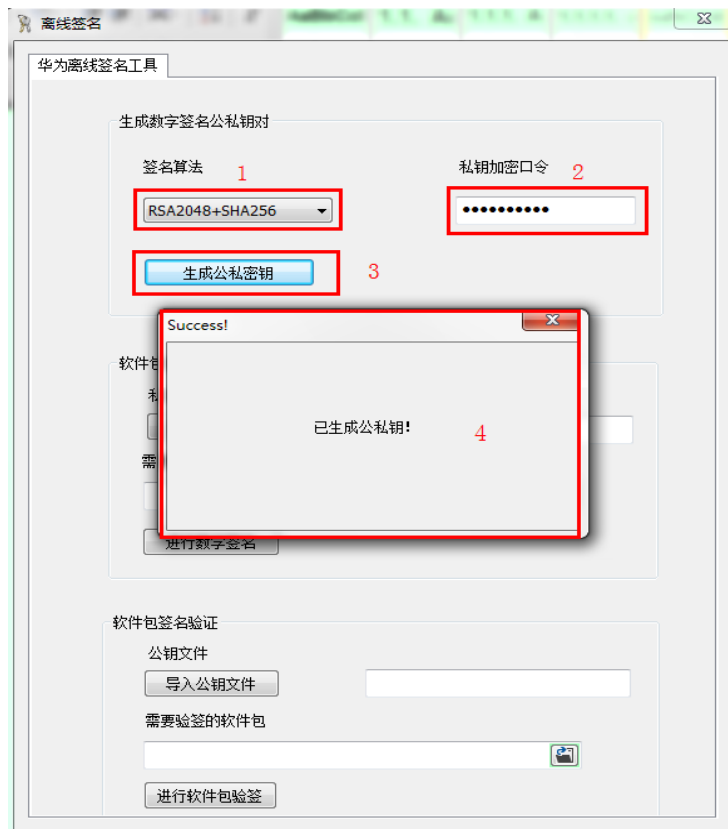 离线签名
华为离线签名工具
生成数字签名公私钥对
签名算法 1 私钥加密口令 2
RSA2048+SHA256 ••••••••••
生成公私密钥 3
Success!
软件包
已生成公私钥! 4
需
进行数字签名
软件包签名验证
公钥文件
导入公钥文件
需要验签的软件包
进行软件包验签